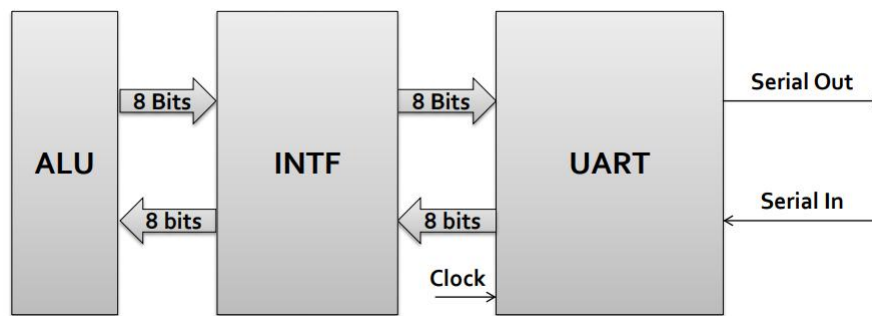 Serial Out
8 Bits
8 Bits
ALU
INTF
UART
Serial In
8 bits
8 bits
Clock